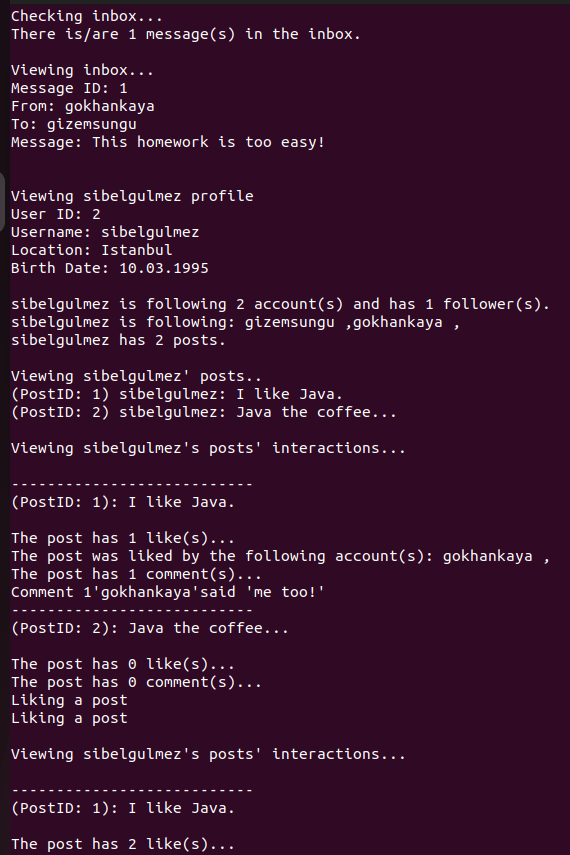 Checking inbox...
There is/are 1 message(s) in the inbox.
Viewing inbox...
Message ID: 1
From: gokhankaya
To: gizemsungu
Message: This homework is too easy!
Viewing sibelgulmez profile
User ID: 2
Username: sibelgulmez
Location: Istanbul
Birth Date: 10.03.1995
sibelgulmez is following 2 account(s) and has 1 follower(s).
sibelgulmez is following: gizemsungu ,gokhankaya ,
sibelgulmez has 2 posts.
Viewing sibelgulmez' posts..
(PostID: 1) sibelgulmez: I like Java.
(PostID: 2) sibelgulmez: Java the coffee...
Viewing sibelgulmez's posts' interactions...
---------------------------
(PostID: 1): I like Java.
The post has 1 like(s)...
The post was liked by the following account(s): gokhankaya ,
The post has 1 comment(s)...
Comment 1'gokhankaya'said 'me too!'
---------------------------
(PostID: 2): Java the coffee...
The post has 0 like(s)...
The post has 0 comment(s)...
Liking a post
Liking a post
Viewing sibelgulmez's posts' interactions...
---------------------------
(PostID: 1): I like Java.
The post has 2 like(s)...